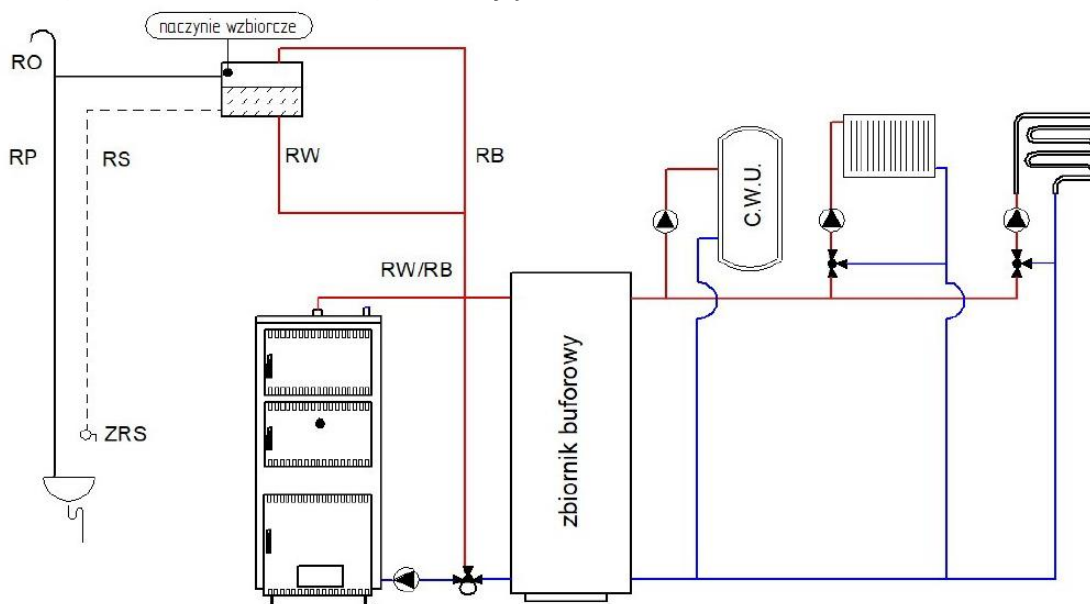 naczynie wzbiorcze
RO
RP
RS
RW
RB
RW/RB
C.W.U.
ZRS
zbiornik buforowy